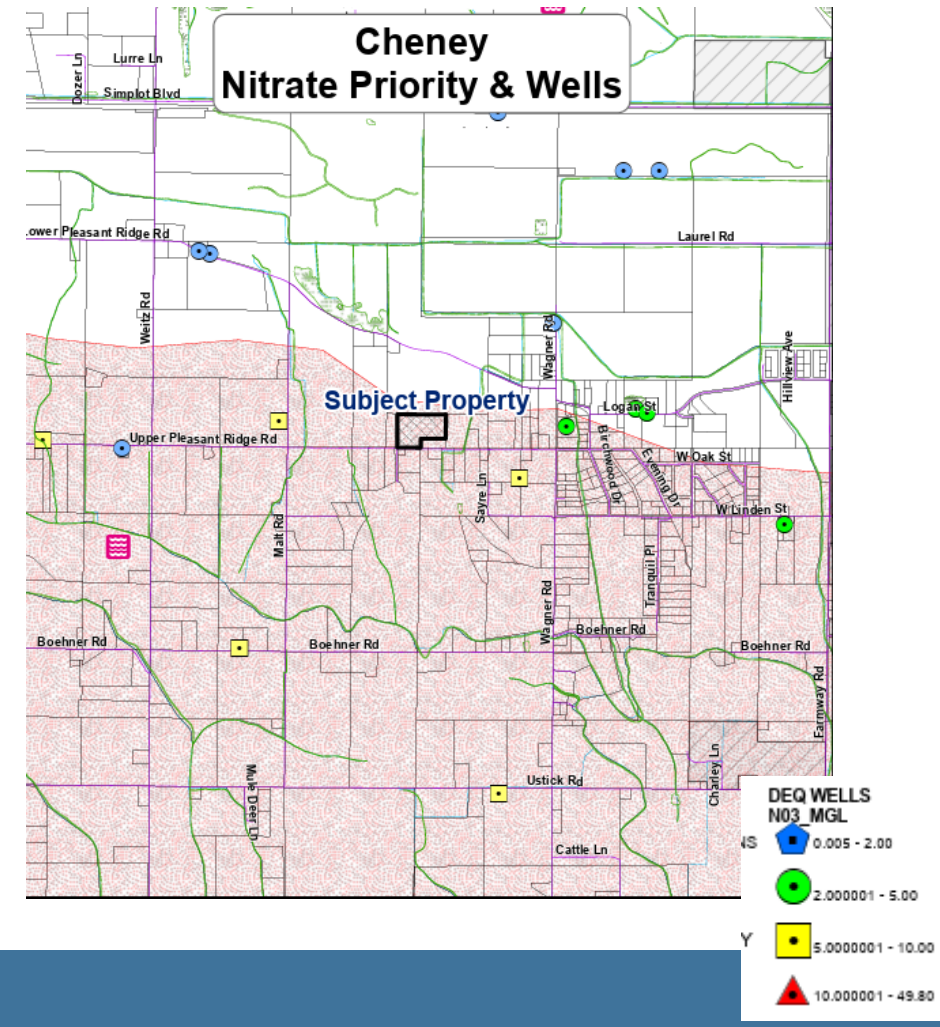 Cheney
Nitrate Priority & Wells
Dozer Ln
Lurre Ln
Simplot Blvd
ower Pleasant Ridge Rd
Laurel Rd
Weitz Rd
Wagner Rd
Hillview Ave
Subject Property
Logan St
Upper Pleasant Ridge Rd
Birchwood Dr
Evening Dr
W Oak St
Sayre Ln
W Linden St
Malt Rd
Tranquil Pl
Wagner Rd
Boehner Rd
Boehner Rd
Boehner Rd
Boehner Rd
Farmway Rd
Charley Ln
Mule Deer Ln
Ustick Rd
Cattle Ln
DEQ WELLS
N03_MGL
NS
0.005 - 2.00
2.000001 - 5.00
Y
5.0000001 - 10.00
10.000001 - 49.80